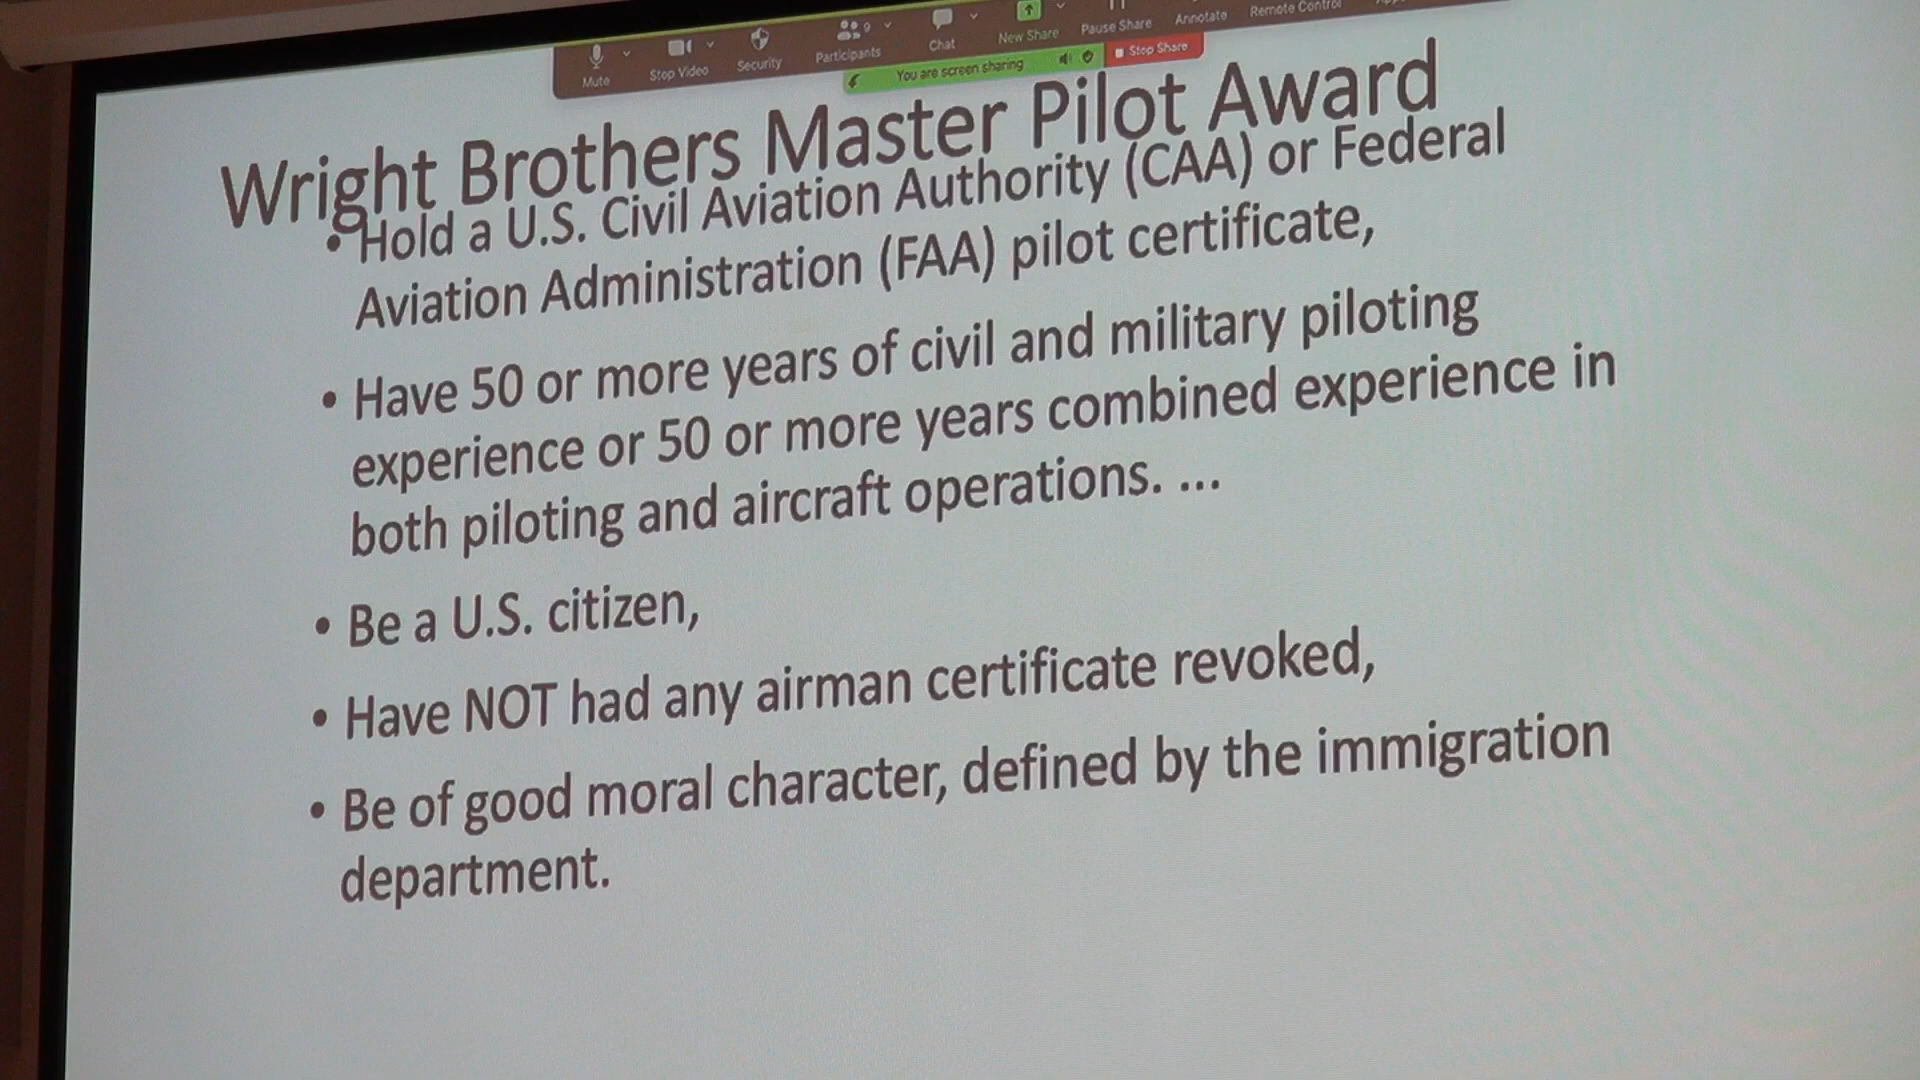 Mute
Stop Video
Security
9
Participants
Chat
New Share
Pause Share
Annotate
Remote Control
You are screen sharing
Stop Share
Wright Brothers Master Pilot Award
• Hold a U.S. Civil Aviation Authority (CAA) or Federal
Aviation Administration (FAA) pilot certificate,
• Have 50 or more years of civil and military piloting
experience or 50 or more years combined experience in
both piloting and aircraft operations. ...
• Be a U.S. citizen,
• Have NOT had any airman certificate revoked,
• Be of good moral character, defined by the immigration
department.